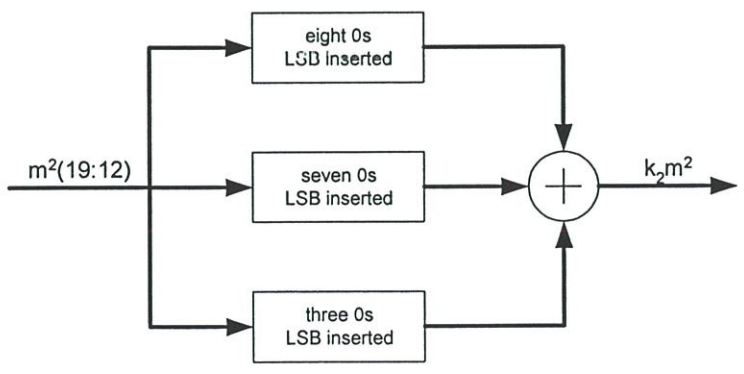 eight 0s
LSB inserted
m²(19:12)
seven 0s
LSB inserted
+
k₂m²
three 0s
LSB inserted